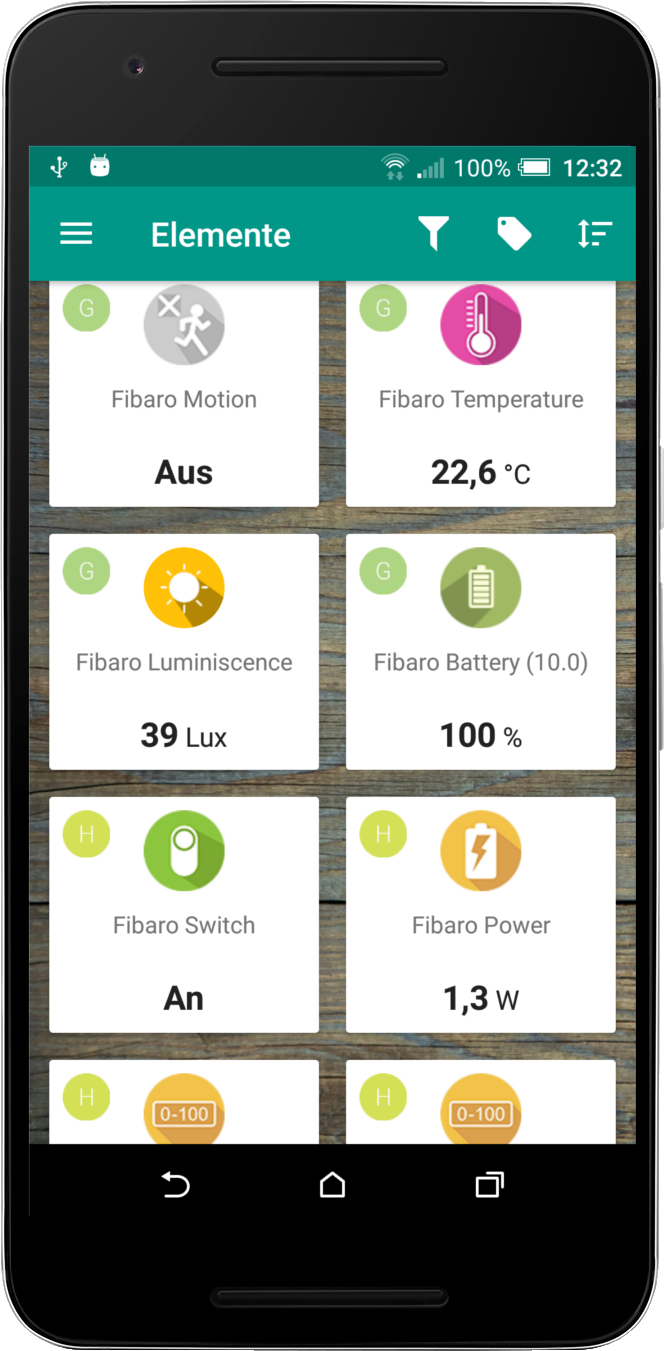 100% 12:32
Elemente
G G
Fibaro Motion Fibaro Temperature
Aus 22,6 °C
G G
Fibaro Luminiscence Fibaro Battery (10.0)
39 Lux 100 %
H H
Fibaro Switch Fibaro Power
An 1,3 W
H 0-100 H 0-100